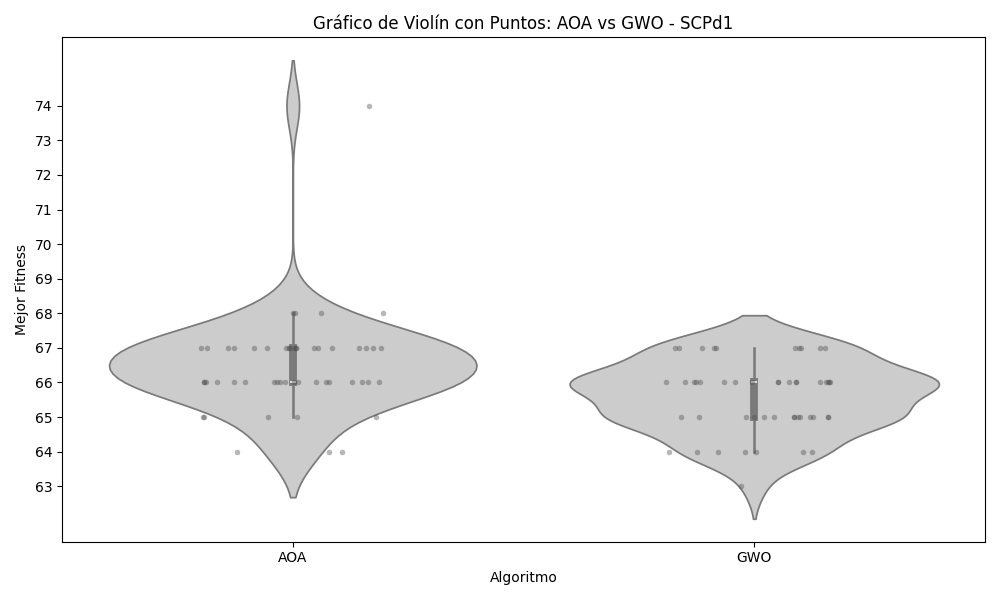 Gráfico de Violín con Puntos: AOA vs GWO - SCPd1
74
73
72
71
70
69
68
67
66
65
64
63
Mejor Fitness
AOA
GWO
Algoritmo